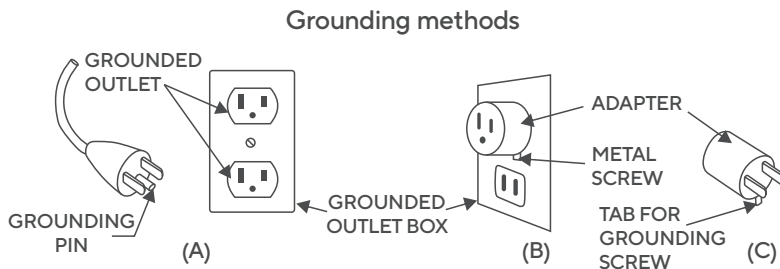 Grounding methods
GROUNDED
OUTLET
GROUNDING
PIN
(A)
GROUNDED
OUTLET BOX
ADAPTER
METAL
SCREW
(B)
TAB FOR
GROUNDING
SCREW
(C)